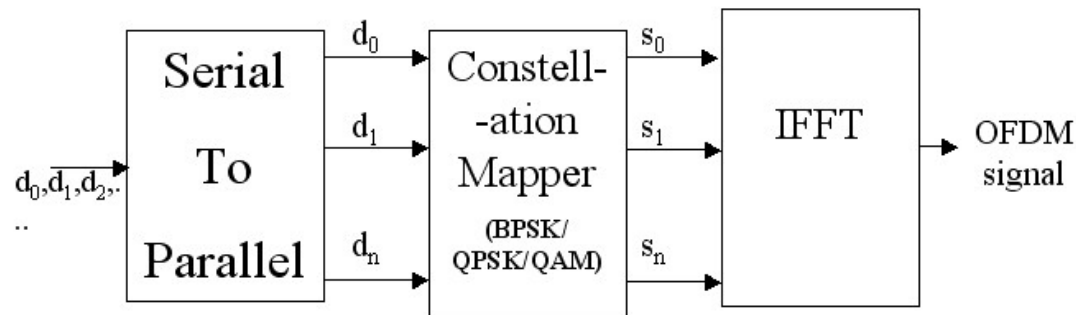 d0,d1,d2,.
..
Serial
To
Parallel
d0
d1
dn
Constell-
-ation
Mapper
(BPSK/
QPSK/QAM)
s0
s1
sn
IFFT
OFDM
signal